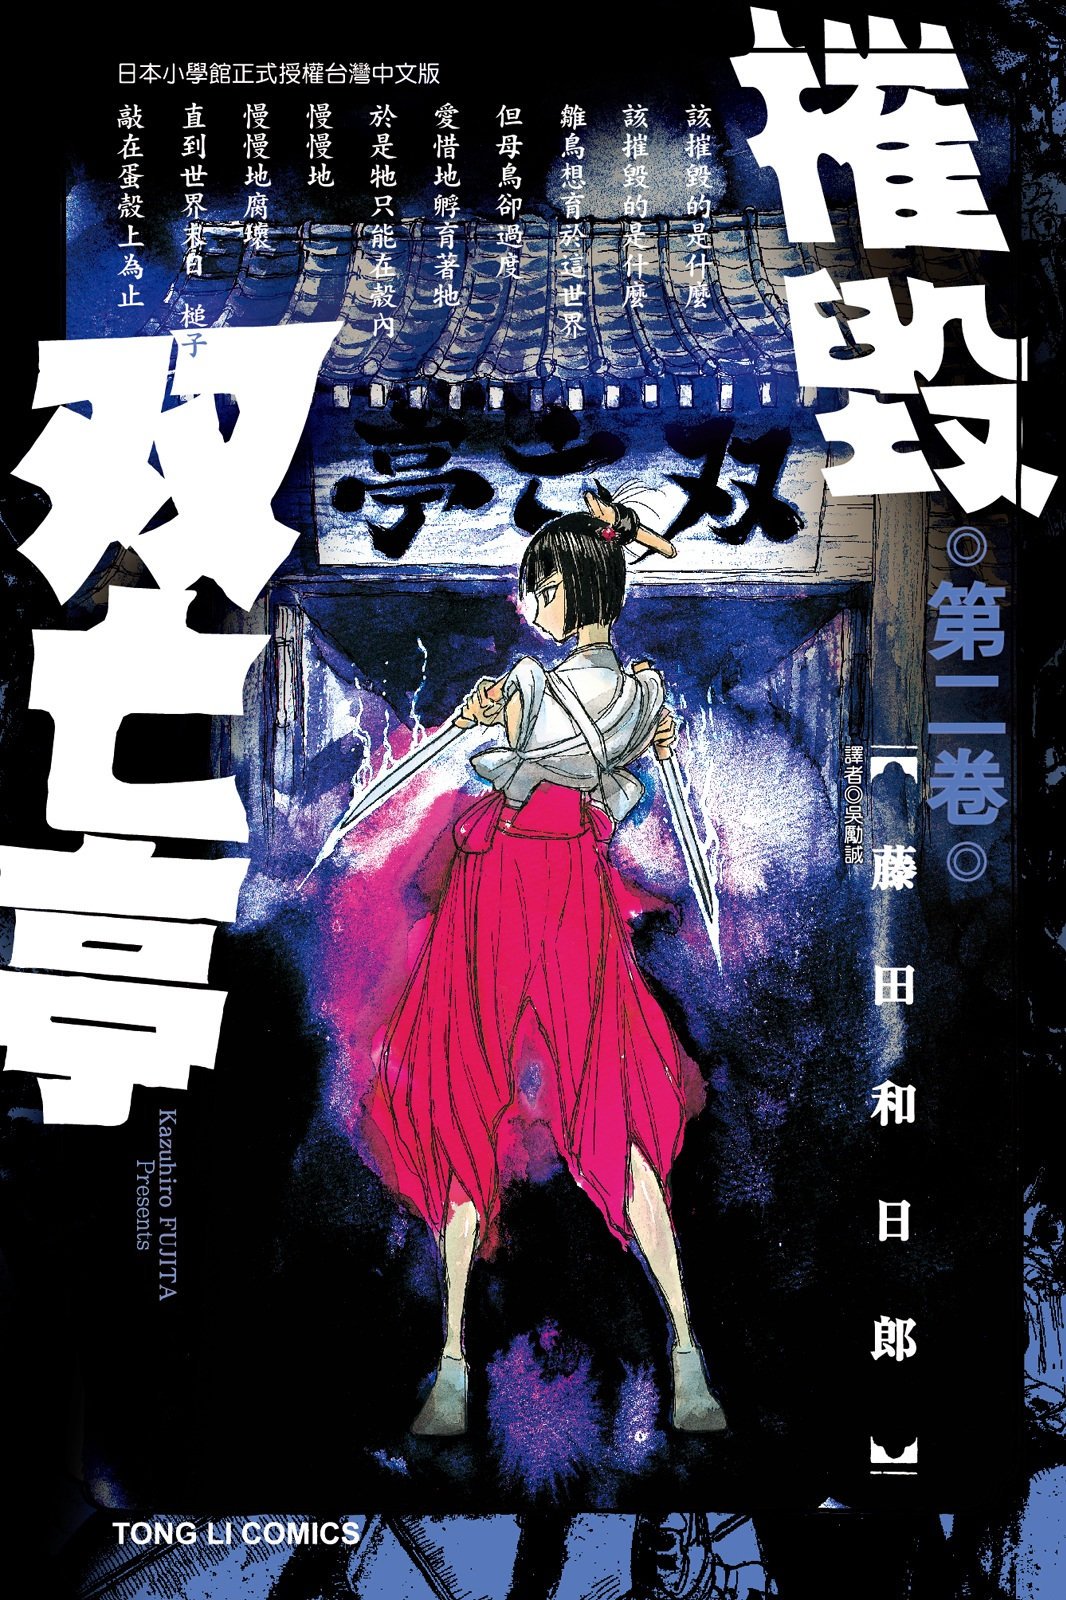 日本小學館正式授權台灣中文版
摧毀
双亡亭
◎第二卷◎
該摧毀的是什麼
該摧毀的是什麼
雛鳥想育於這世界
但母鳥卻過度
愛惜地孵育著牠
於是牠只能在殼內
慢慢地
慢慢地腐壞
直到世界末日 槌子
敲在蛋殼上為止
双亡亭
【藤田和日郎】
譯者◎吳勵誠
Kazuhiro FUJITA
Presents
TONG LI COMICS